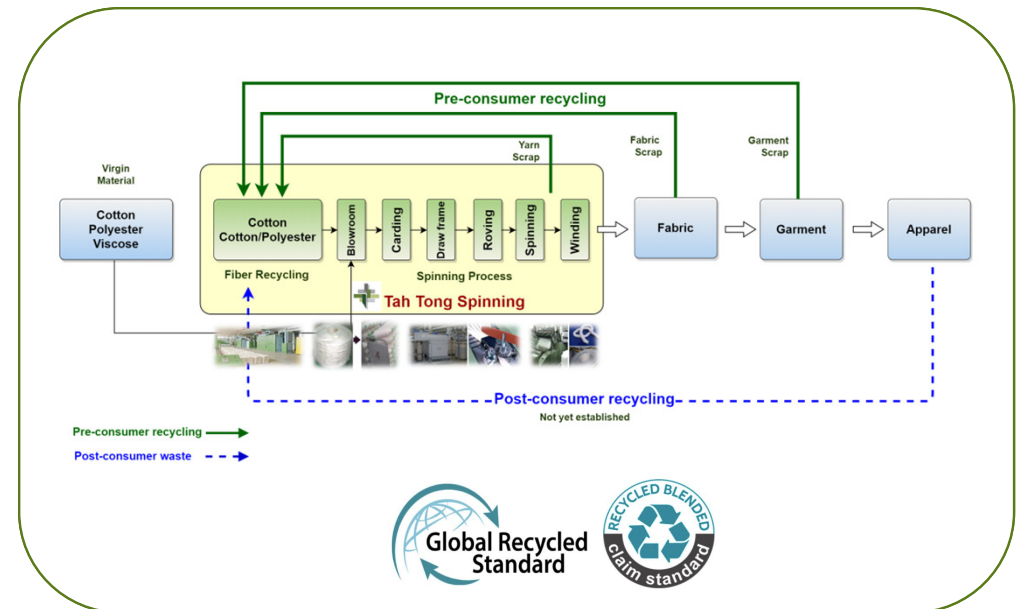 Pre-consumer recycling
Yarn
Scrap
Fabric
Scrap
Garment
Scrap
Virgin
Material
Cotton
Polyester
Viscose
Cotton
Cotton/Polyester
Blowroom
Carding
Draw frame
Roving
Spinning
Winding
Fabric
Garment
Apparel
Fiber Recycling
Spinning Process
Tah Tong Spinning
Post-consumer recycling
Not yet established
Pre-consumer recycling
Post-consumer waste
Global Recycled
Standard
RECYCLED BLENDED
claim standard